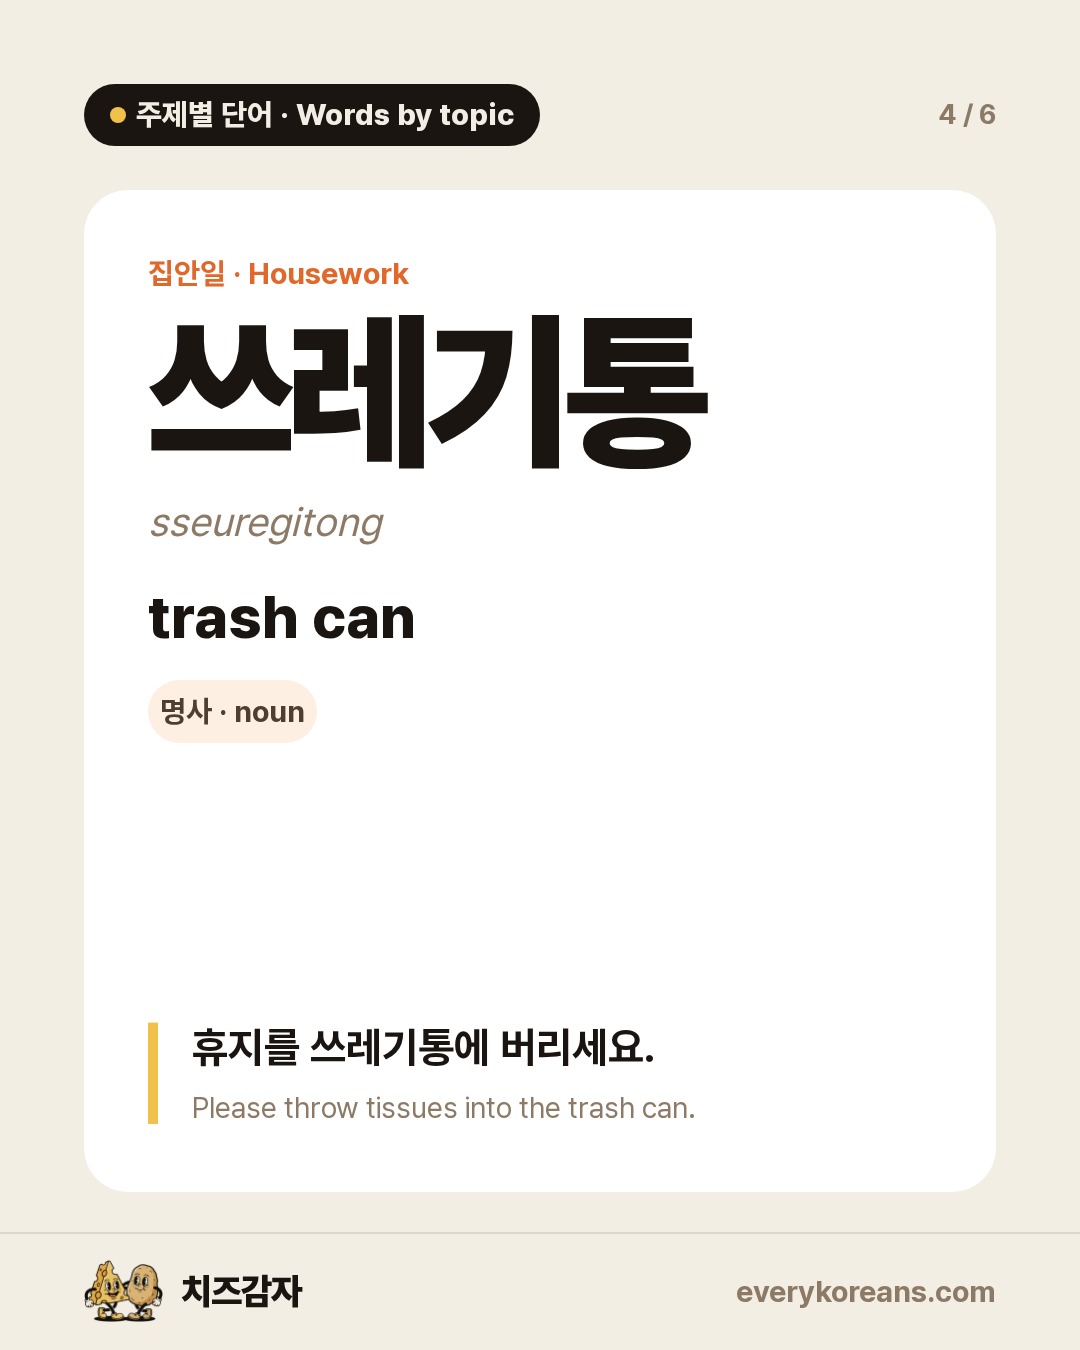 주제별 단어 · Words by topic
4 / 6
집안일 · Housework
쓰레기통
sseuregitong
trash can
명사 · noun
휴지를 쓰레기통에 버리세요.
Please throw tissues into the trash can.
치즈감자
everykoreans.com